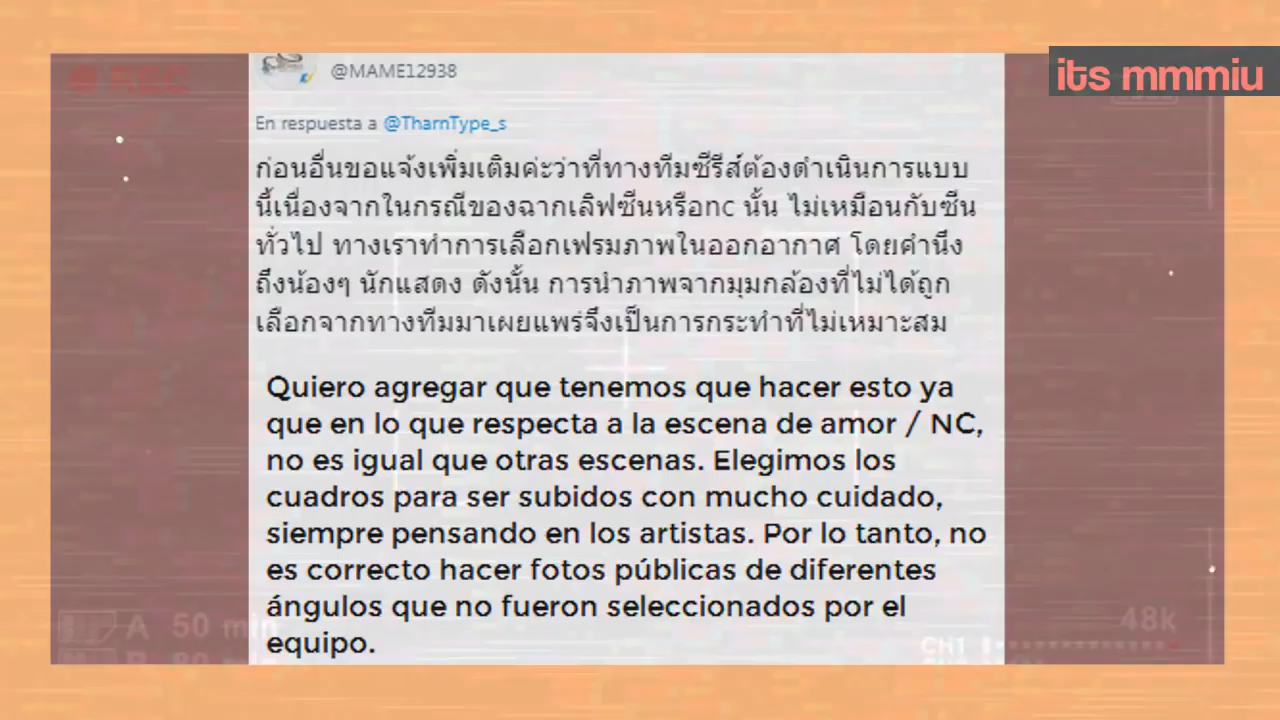 its mmmiu
REC
@MAME12938
En respuesta a @TharnType_s
ก่อนอื่นขอแจ้งเพิ่มเติมค่ะว่าที่ทางทีมซีรีส์ต้องดำเนินการแบบ
นี้เนื่องจากในกรณีของฉากเลิฟซีนหรือnc นั้น ไม่เหมือนกับซีน
ทั่วไป ทางเราทำการเลือกเฟรมภาพในออกอากาศ โดยคำนึง
ถึงน้องๆ นักแสดง ดังนั้น การนำภาพจากมุมกล้องที่ไม่ได้ถูก
เลือกจากทางทีมมาเผยแพร่จึงเป็นการกระทำที่ไม่เหมาะสม
Quiero agregar que tenemos que hacer esto ya
que en lo que respecta a la escena de amor / NC,
no es igual que otras escenas. Elegimos los
cuadros para ser subidos con mucho cuidado,
siempre pensando en los artistas. Por lo tanto, no
es correcto hacer fotos públicas de diferentes
ángulos que no fueron seleccionados por el
equipo.
A 50 min
48k
CH1